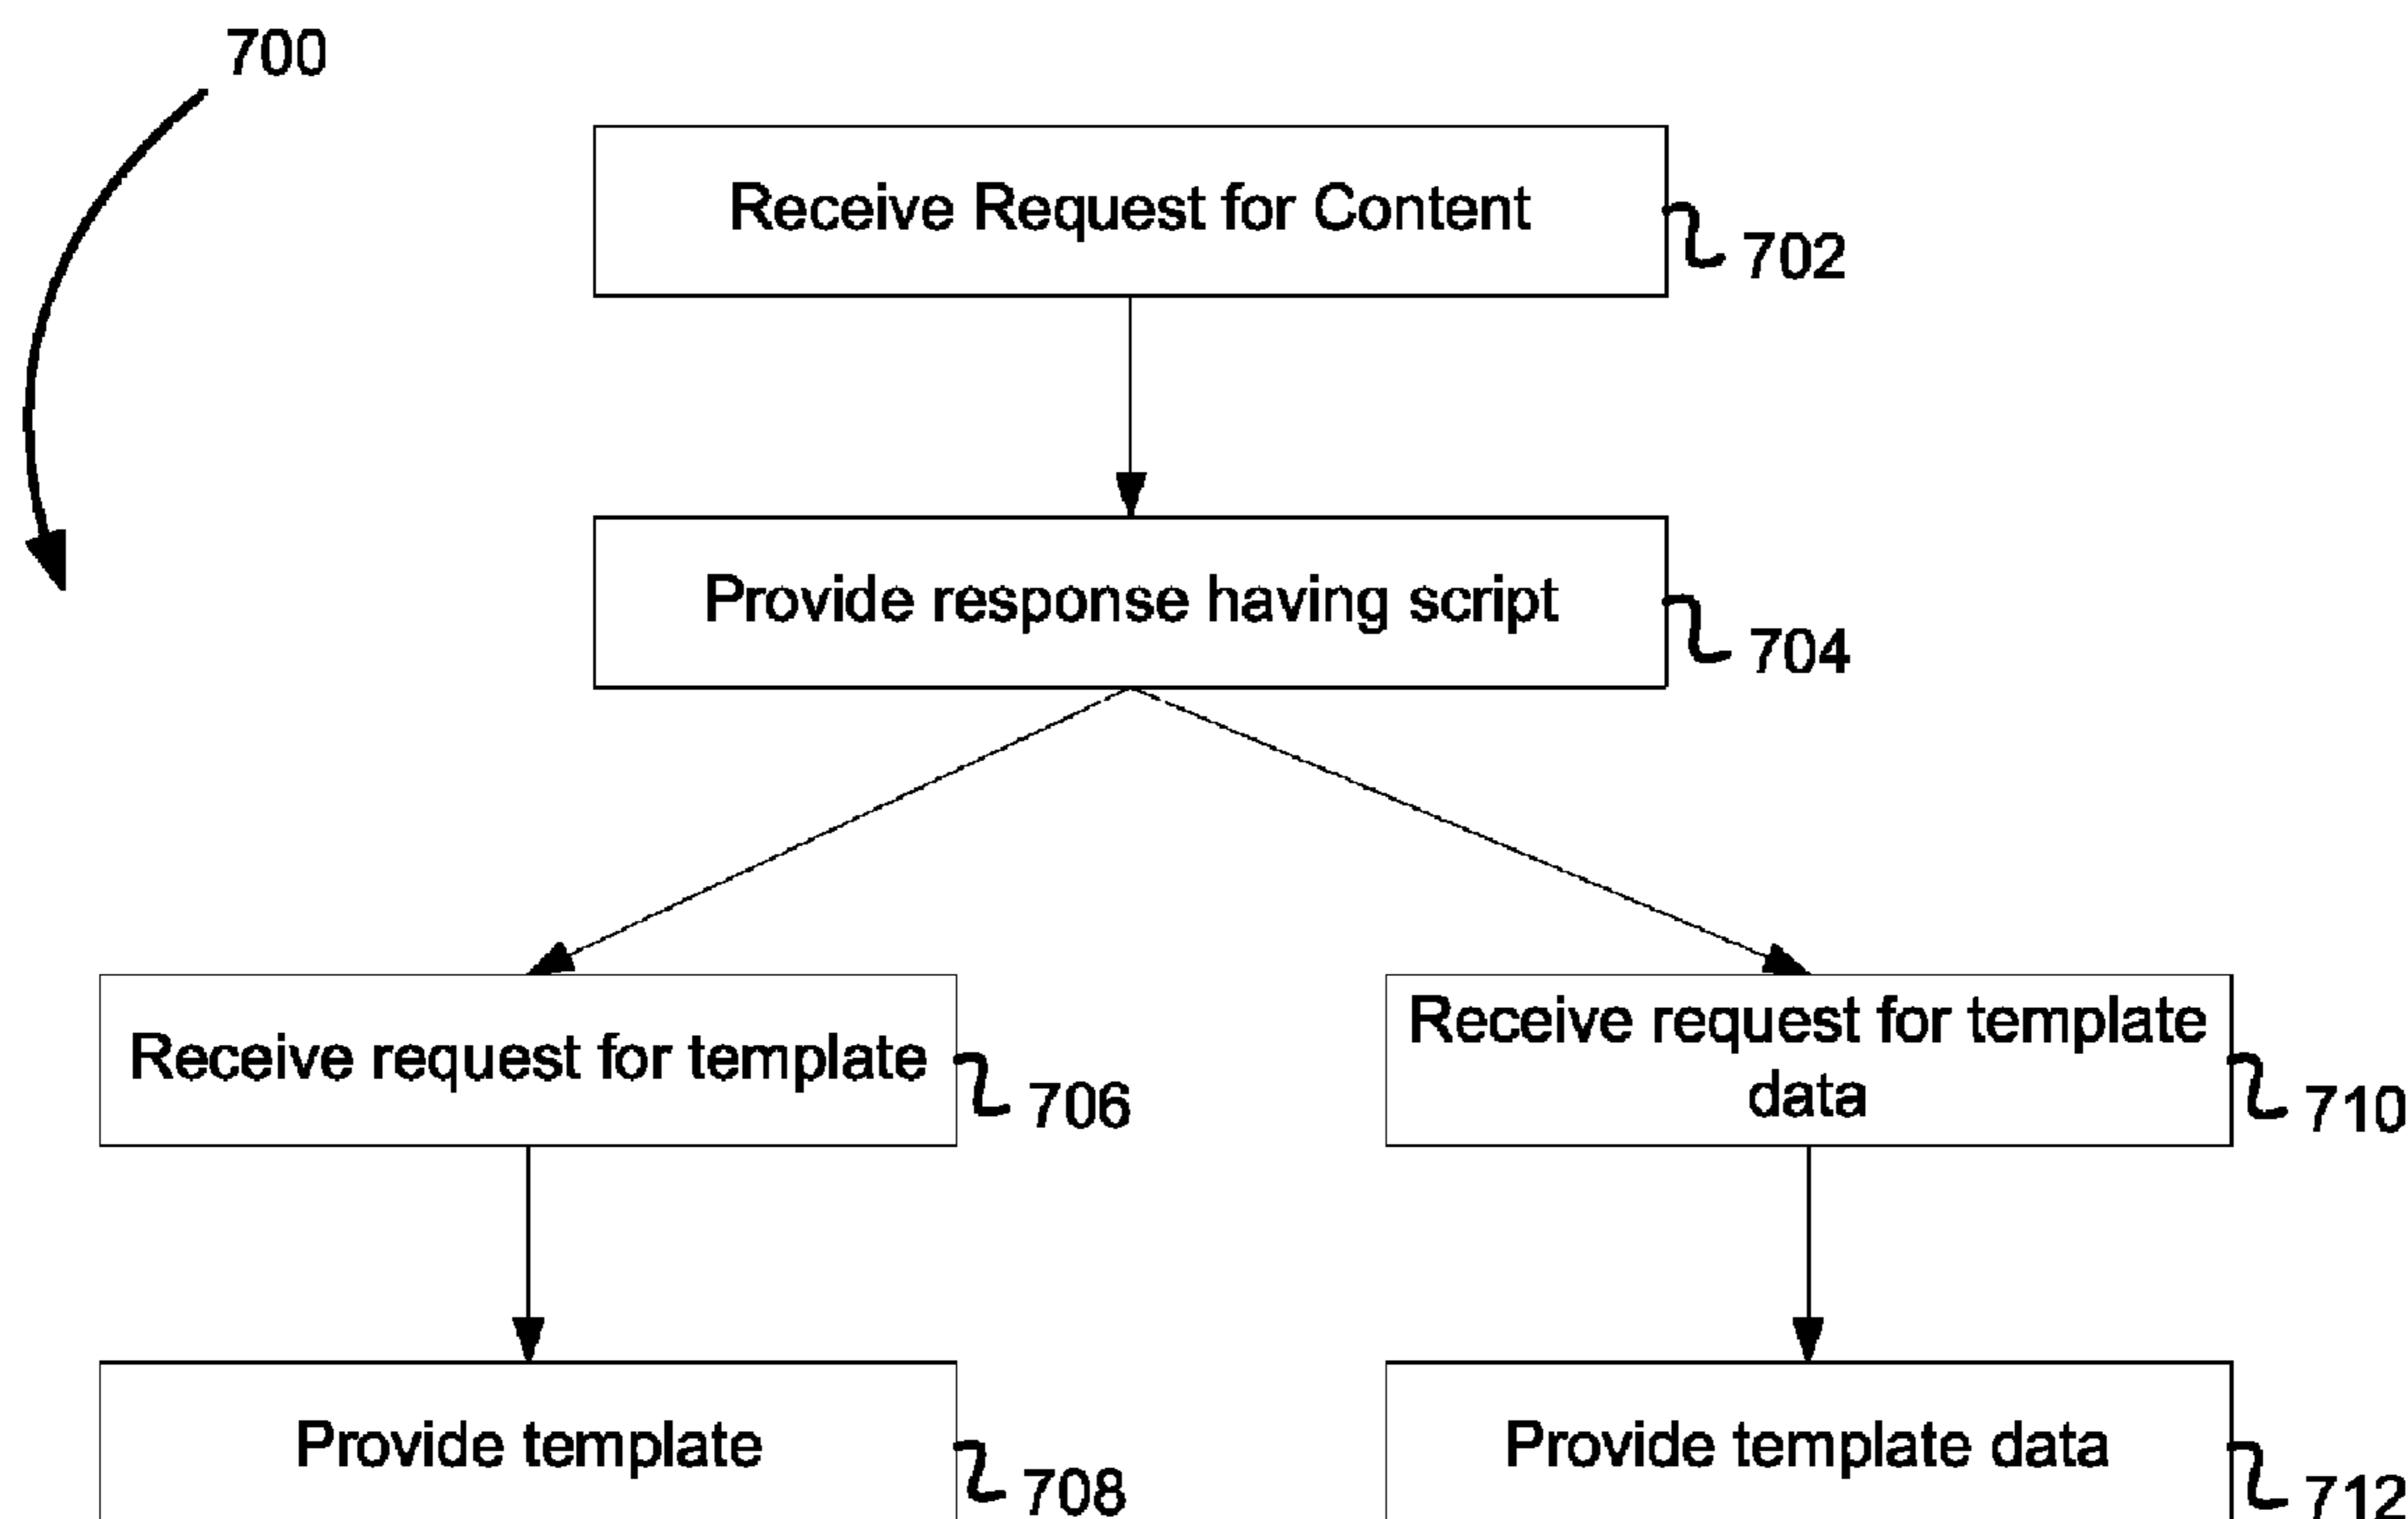 700
Receive Request for Content
702
Provide response having script
704
Receive request for template
706
Receive request for template
data
710
Provide template
708
Provide template data
712